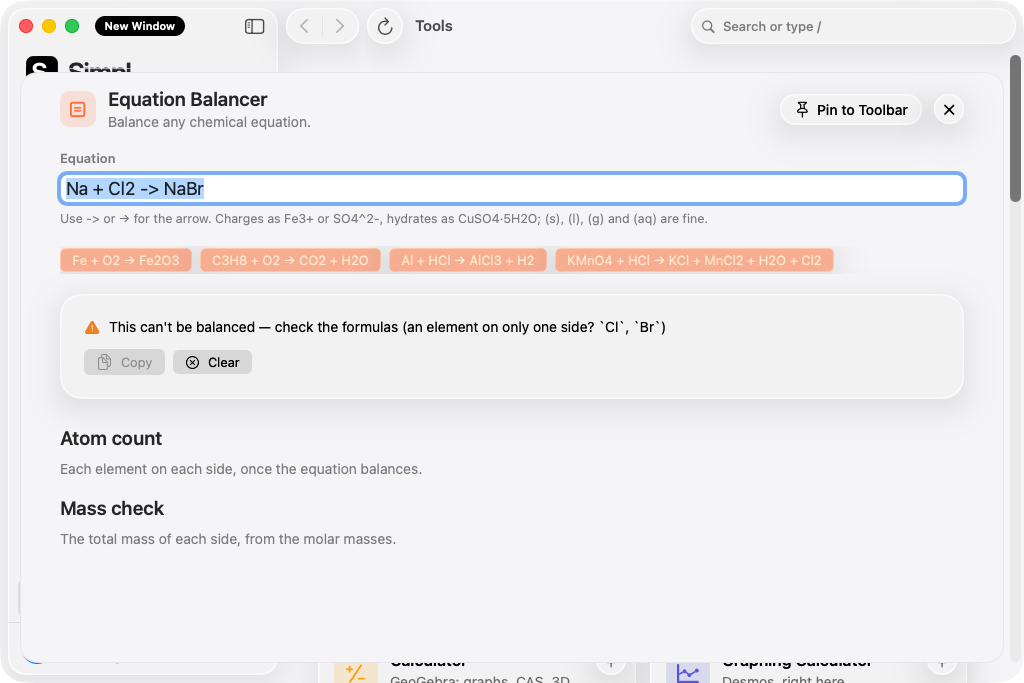 New Window
Tools
Search or type /
Simpl
Equation Balancer
Balance any chemical equation.
Pin to Toolbar
Equation
Na + Cl2 -> NaBr
Use -> or → for the arrow. Charges as Fe3+ or SO4^2-, hydrates as CuSO4·5H2O; (s), (l), (g) and (aq) are fine.
Fe + O2 → Fe2O3
C3H8 + O2 → CO2 + H2O
Al + HCl → AlCl3 + H2
KMnO4 + HCl → KCl + MnCl2 + H2O + Cl2
This can't be balanced — check the formulas (an element on only one side? `Cl`, `Br`)
Copy
Clear
Atom count
Each element on each side, once the equation balances.
Mass check
The total mass of each side, from the molar masses.
Calculator
Graphing Calculator
GeoGebra: graphs, CAS, 3D
Desmos, right here